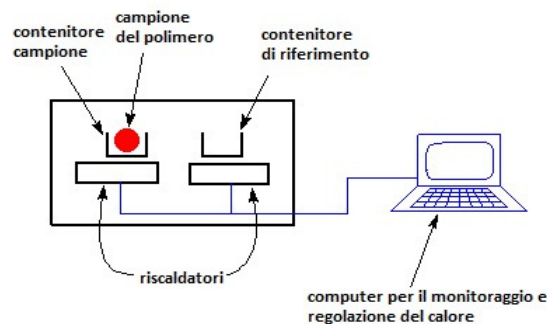 contenitore
campione
campione
del polimero
contenitore
di riferimento
riscaldatori
computer per il monitoraggio e
regolazione del calore